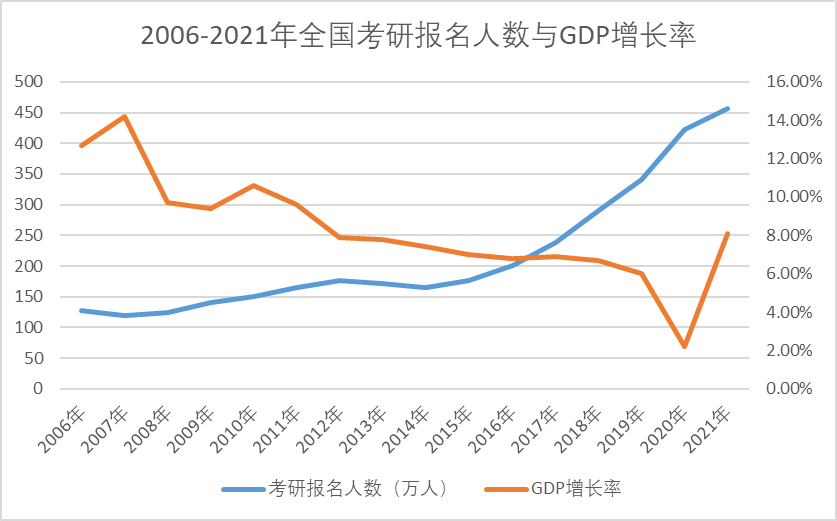 2006-2021年全国考研报名人数与GDP增长率
500
450
400
350
300
250
200
150
100
50
0
16.00%
14.00%
12.00%
10.00%
8.00%
6.00%
4.00%
2.00%
0.00%
2006年
2007年
2008年
2009年
2010年
2011年
2012年
2013年
2014年
2015年
2016年
2017年
2018年
2019年
2020年
2021年
考研报名人数（万人）
GDP增长率